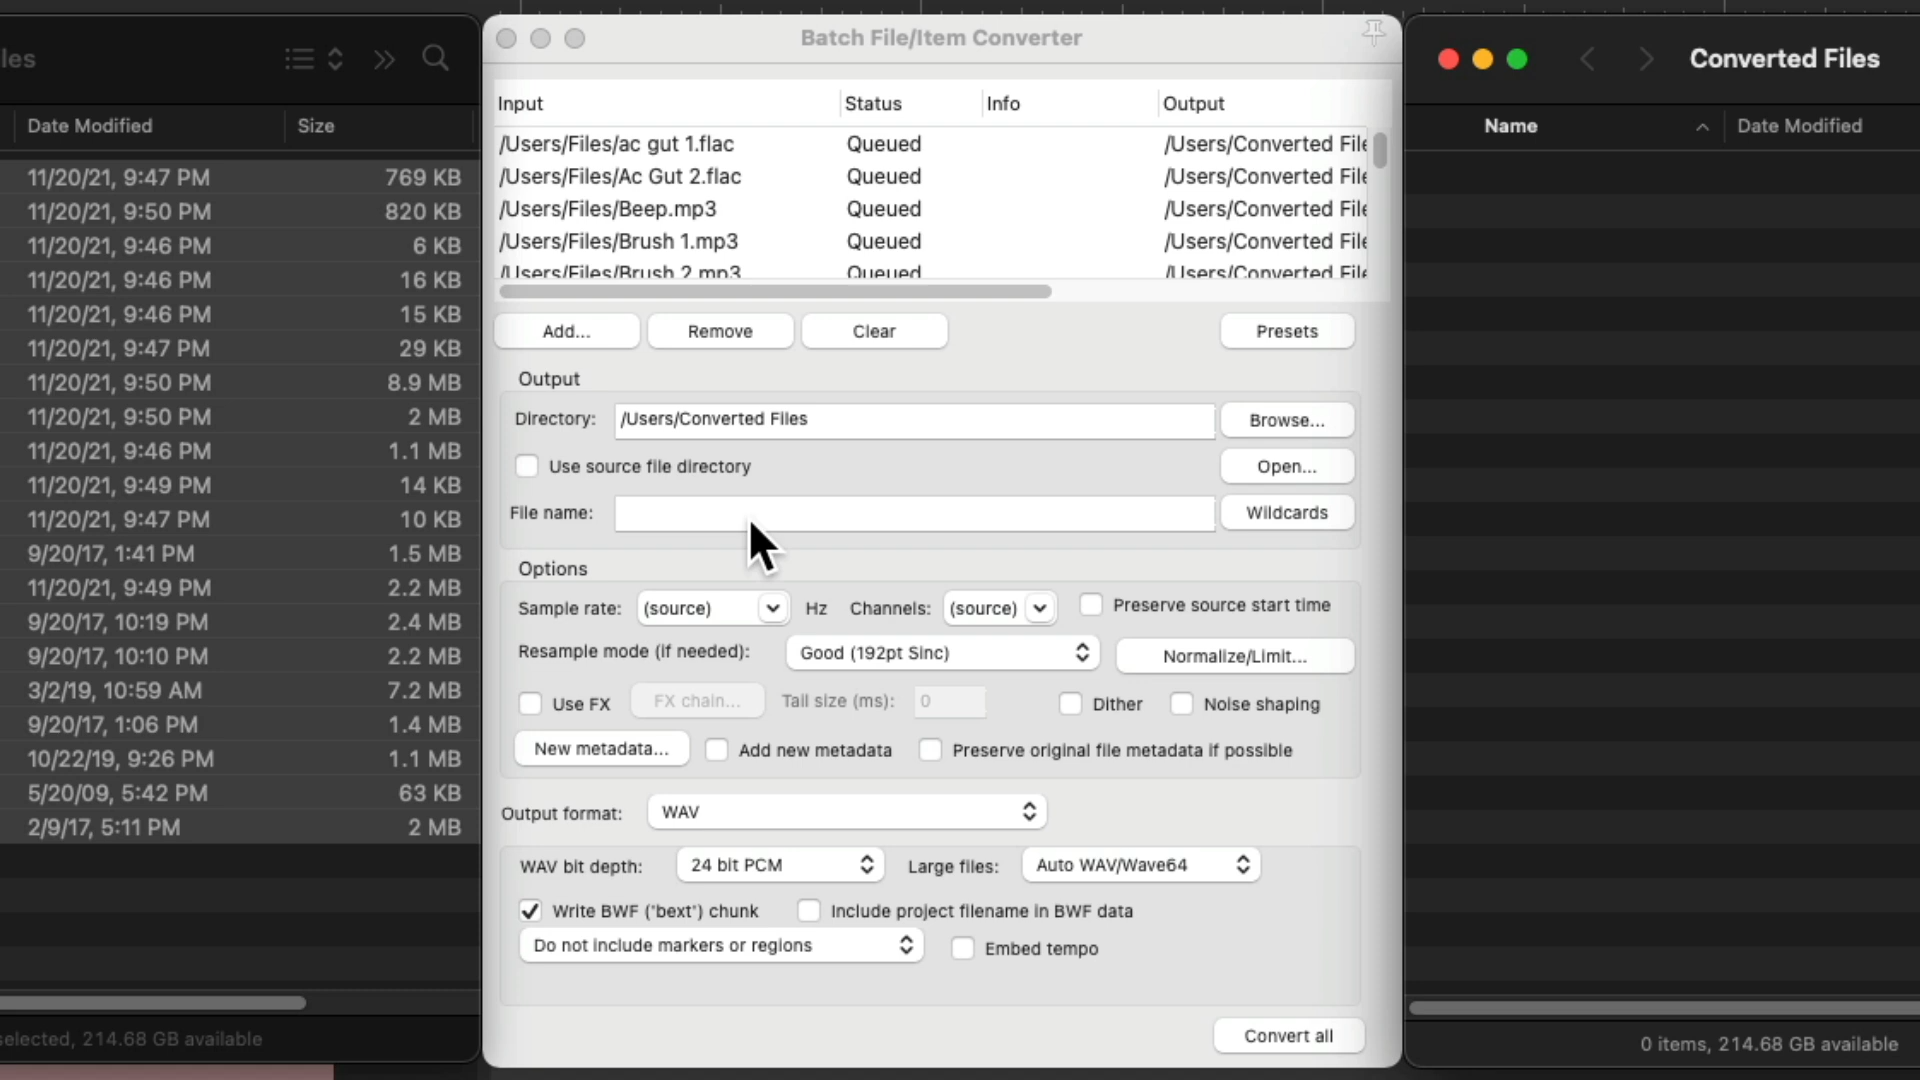 les
Date Modified
Size
11/20/21, 9:47 PM 769 KB
11/20/21, 9:50 PM 820 KB
11/20/21, 9:46 PM 6 KB
11/20/21, 9:46 PM 16 KB
11/20/21, 9:46 PM 15 KB
11/20/21, 9:47 PM 29 KB
11/20/21, 9:50 PM 8.9 MB
11/20/21, 9:50 PM 2 MB
11/20/21, 9:46 PM 1.1 MB
11/20/21, 9:49 PM 14 KB
11/20/21, 9:47 PM 10 KB
9/20/17, 1:41 PM 1.5 MB
11/20/21, 9:49 PM 2.2 MB
9/20/17, 10:19 PM 2.4 MB
9/20/17, 10:10 PM 2.2 MB
3/2/19, 10:59 AM 7.2 MB
9/20/17, 1:06 PM 1.4 MB
10/22/19, 9:26 PM 1.1 MB
5/20/09, 5:42 PM 63 KB
2/9/17, 5:11 PM 2 MB
selected, 214.68 GB available
Batch File/Item Converter
Input Status Info Output
/Users/Files/ac gut 1.flac Queued /Users/Converted File
/Users/Files/Ac Gut 2.flac Queued /Users/Converted File
/Users/Files/Beep.mp3 Queued /Users/Converted File
/Users/Files/Brush 1.mp3 Queued /Users/Converted File
/Users/Files/Brush 2.mp3 Queued /Users/Converted File
Add... Remove Clear Presets
Output
Directory: /Users/Converted Files Browse...
Use source file directory Open...
File name: Wildcards
Options
Sample rate: (source) Hz Channels: (source) Preserve source start time
Resample mode (if needed): Good (192pt Sinc) Normalize/Limit...
Use FX FX chain... Tail size (ms): 0 Dither Noise shaping
New metadata... Add new metadata Preserve original file metadata if possible
Output format: WAV
WAV bit depth: 24 bit PCM Large files: Auto WAV/Wave64
Write BWF ("bext") chunk Include project filename in BWF data
Do not include markers or regions Embed tempo
Convert all
Converted Files
Name Date Modified
0 items, 214.68 GB available